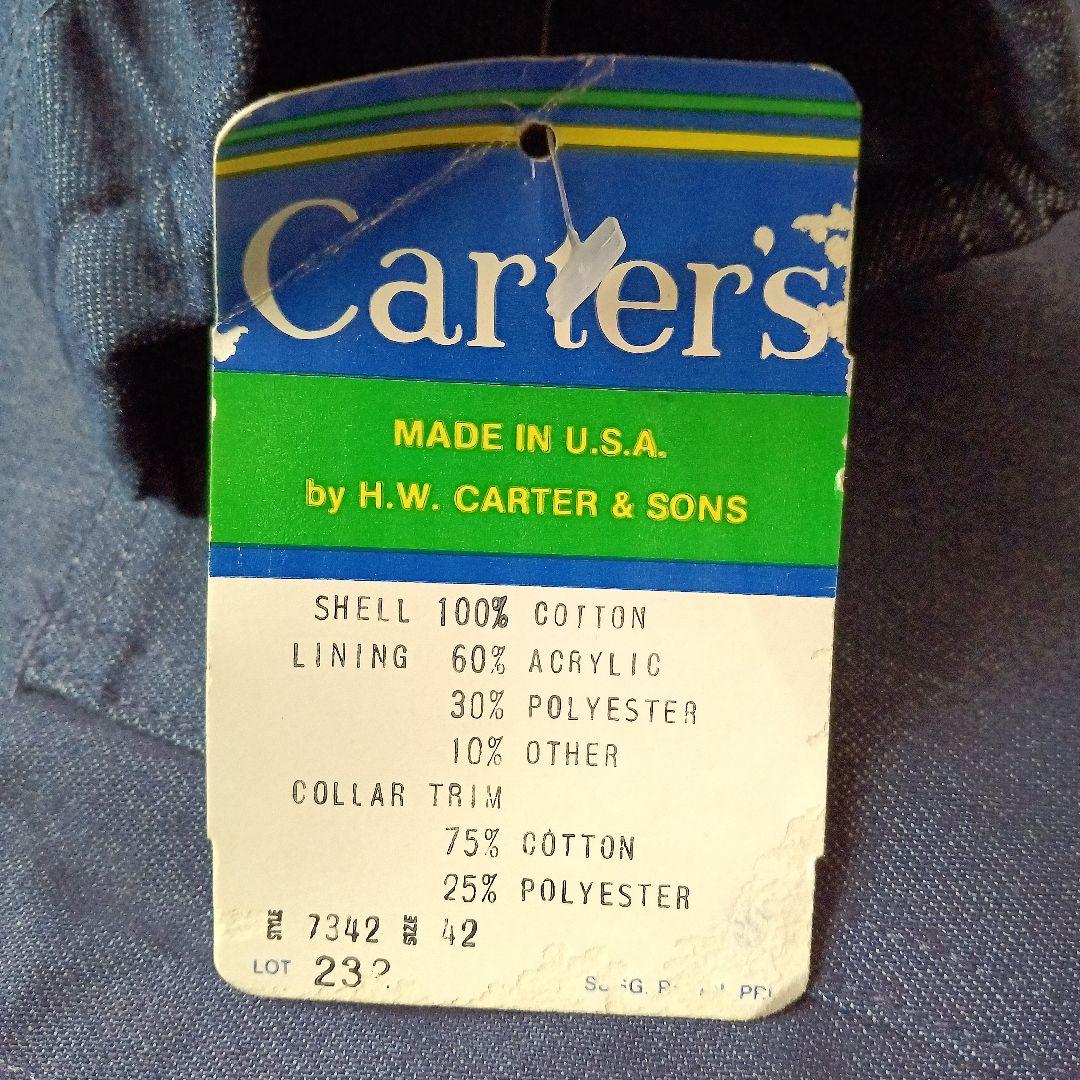 Carter's
MADE IN U.S.A.
by H.W. CARTER & SONS
SHELL 100% COTTON
LINING 60% ACRYLIC
30% POLYESTER
10% OTHER
COLLAR TRIM
75% COTTON
25% POLYESTER
STYLE 7342 SIZE 42
LOT